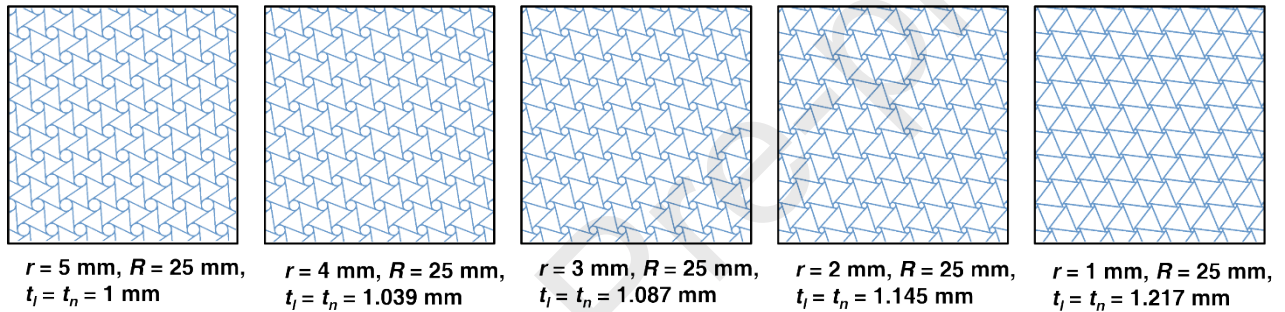 r = 5 mm, R = 25 mm,
t_l = t_n = 1 mm
r = 4 mm, R = 25 mm,
t_l = t_n = 1.039 mm
r = 3 mm, R = 25 mm,
t_l = t_n = 1.087 mm
r = 2 mm, R = 25 mm,
t_l = t_n = 1.145 mm
r = 1 mm, R = 25 mm,
t_l = t_n = 1.217 mm
Pre-p